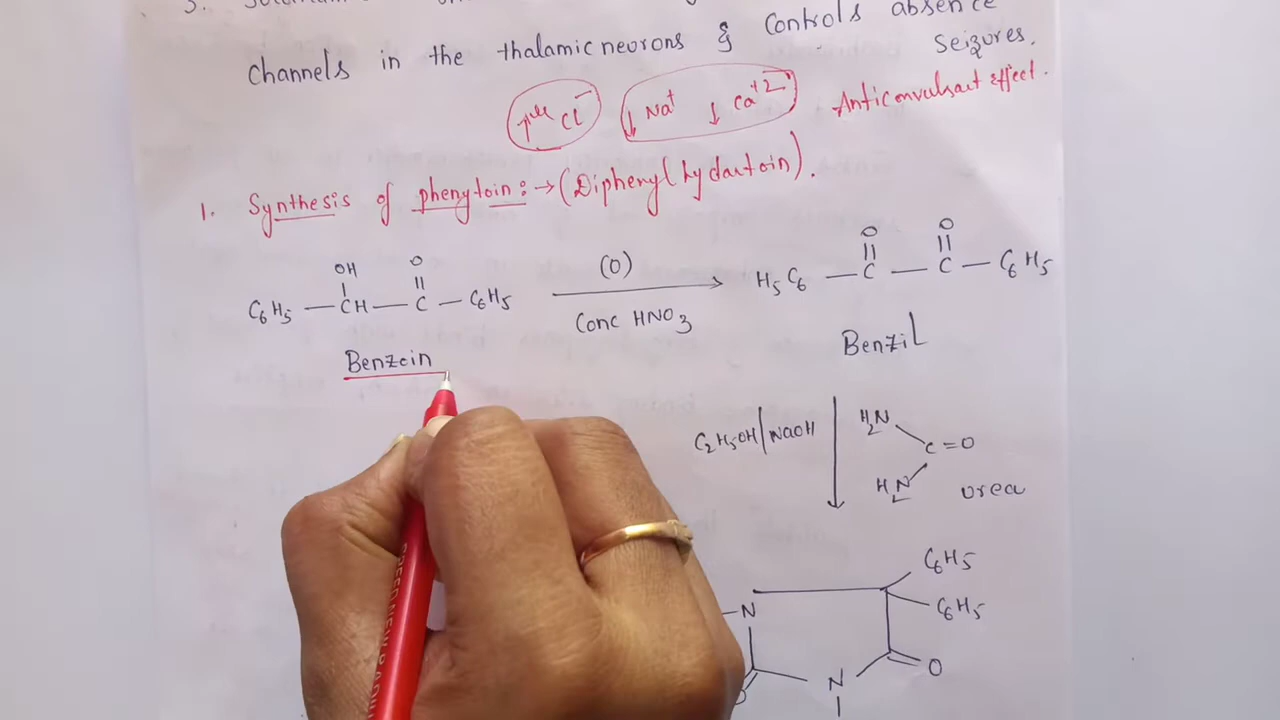 3.
channels in the thalamic neurons & Controls absence
Seizures.
Cl⁻ ↓ Na⁺ ↓ Ca⁺² Anticonvulsant effect.
1. Synthesis of phenytoin:→(Diphenyl hydantoin).
OH O (O) O O
C6H5 — CH — C — C6H5 H5C6 — C — C — C6H5
Conc HNO3
Benzoin Benzil
H2N
C2H5OH/NaOH C=O
H2N urea
C6H5
N C6H5
N O